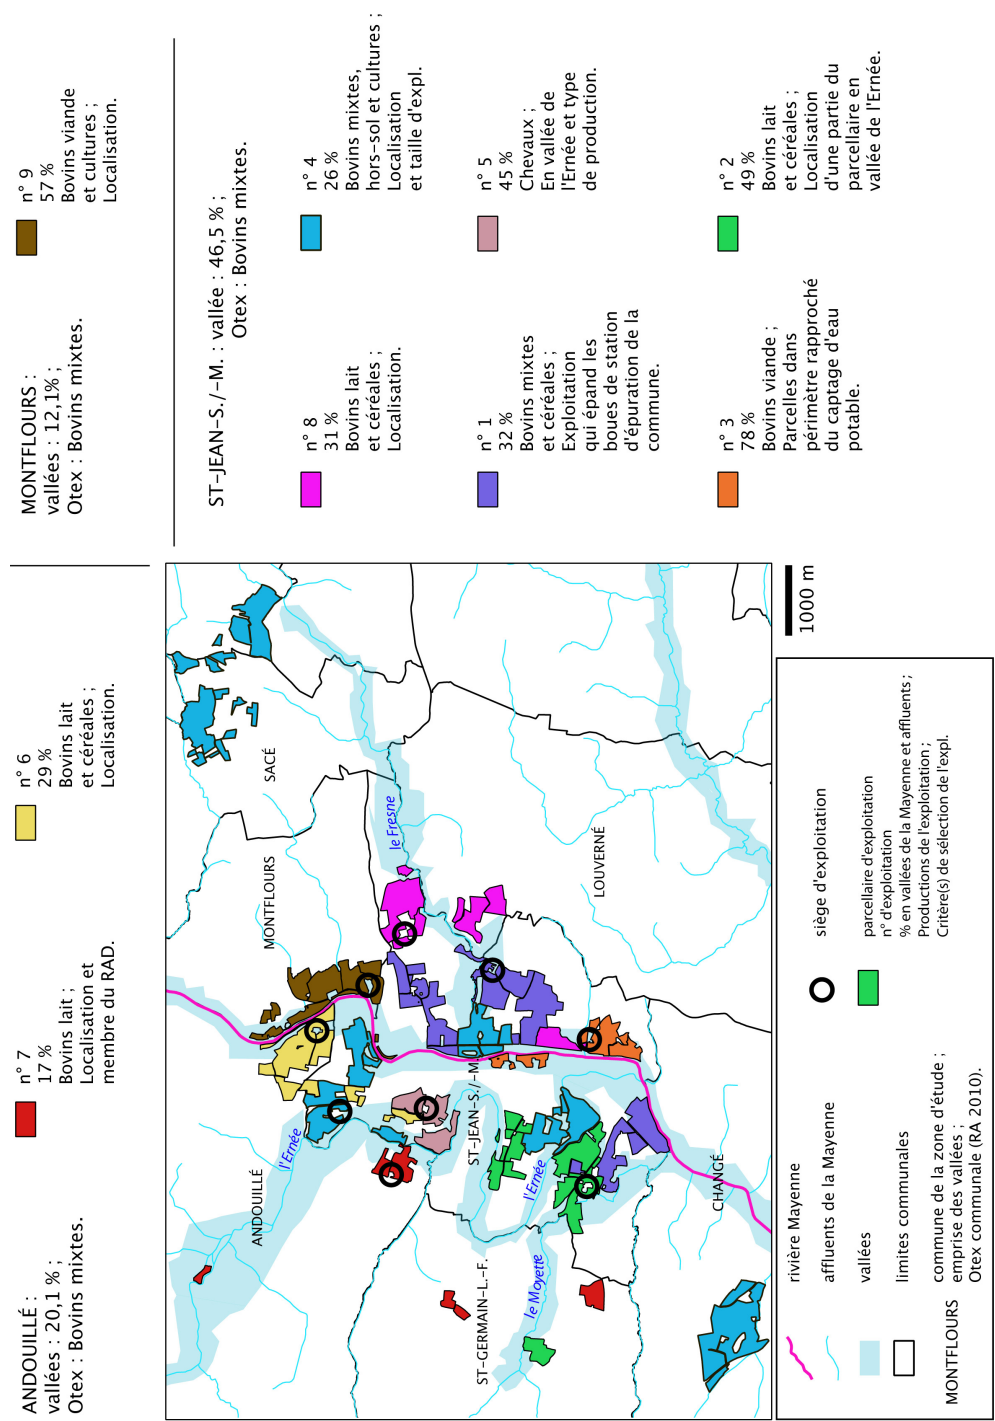 ANDOUILLÉ :
vallées : 20,1 % ;
Otex : Bovins mixtes.
n° 7
17 %
Bovins lait ;
Localisation et
membre du RAD.
n° 6
29 %
Bovins lait
et céréales ;
Localisation.
MONTFLOURS :
vallées : 12,1% ;
Otex : Bovins mixtes.
n° 9
57 %
Bovins viande
et cultures ;
Localisation.
ST-JEAN-S./-M. : vallée : 46,5 % ;
Otex : Bovins mixtes.
n° 8
31 %
Bovins lait
et céréales ;
Localisation.
n° 4
26 %
Bovins mixtes,
hors-sol et cultures ;
Localisation
et taille d'expl.
n° 1
32 %
Bovins mixtes
et céréales ;
Exploitation
qui épand les
boues de station
d'épuration de la
commune.
n° 5
45 %
Chevaux ;
En vallée de
l'Ernée et type
de production.
n° 3
78 %
Bovins viande ;
Parcelles dans
périmètre rapproché
du captage d'eau
potable.
n° 2
49 %
Bovins lait
et céréales ;
Localisation
d'une partie du
parcellaire en
vallée de l'Ernée.
SACÉ
MONTFLOURS
ANDOUILLÉ
l'Ernée
le Fresne
ST-JEAN-S./-M.
LOUVERNÉ
ST-GERMAIN-L.-F.
l'Ernée
le Moyette
CHANGÉ
1000 m
rivière Mayenne
affluents de la Mayenne
vallées
limites communales
MONTFLOURS
commune de la zone d'étude ;
emprise des vallées ;
Otex communale (RA 2010).
siège d'exploitation
parcellaire d'exploitation
n° d'exploitation
% en vallées de la Mayenne et affluents ;
Productions de l'exploitation ;
Critère(s) de sélection de l'expl.